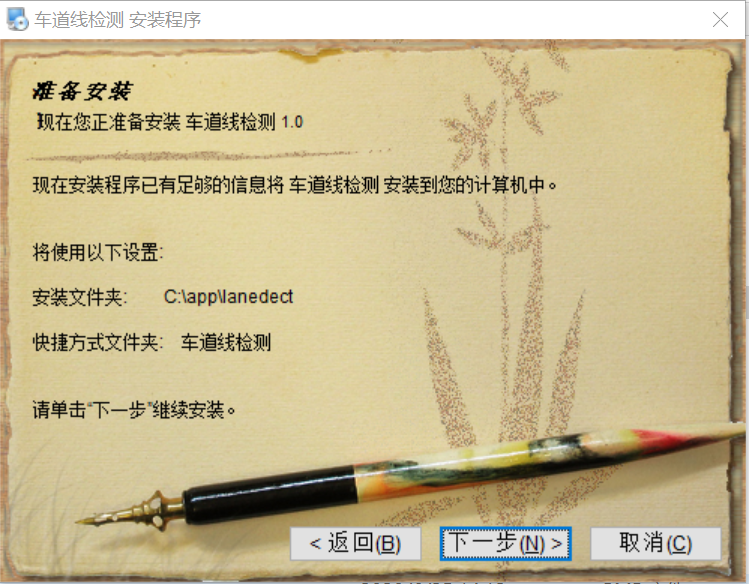 车道线检测 安装程序
准备安装
现在您正准备安装 车道线检测 1.0
现在安装程序已有足够的信息将 车道线检测 安装到您的计算机中。
将使用以下设置:
安装文件夹: C:\app\lanedect
快捷方式文件夹: 车道线检测
请单击“下一步”继续安装。
< 返回(B) 下一步(N) > 取消(C)